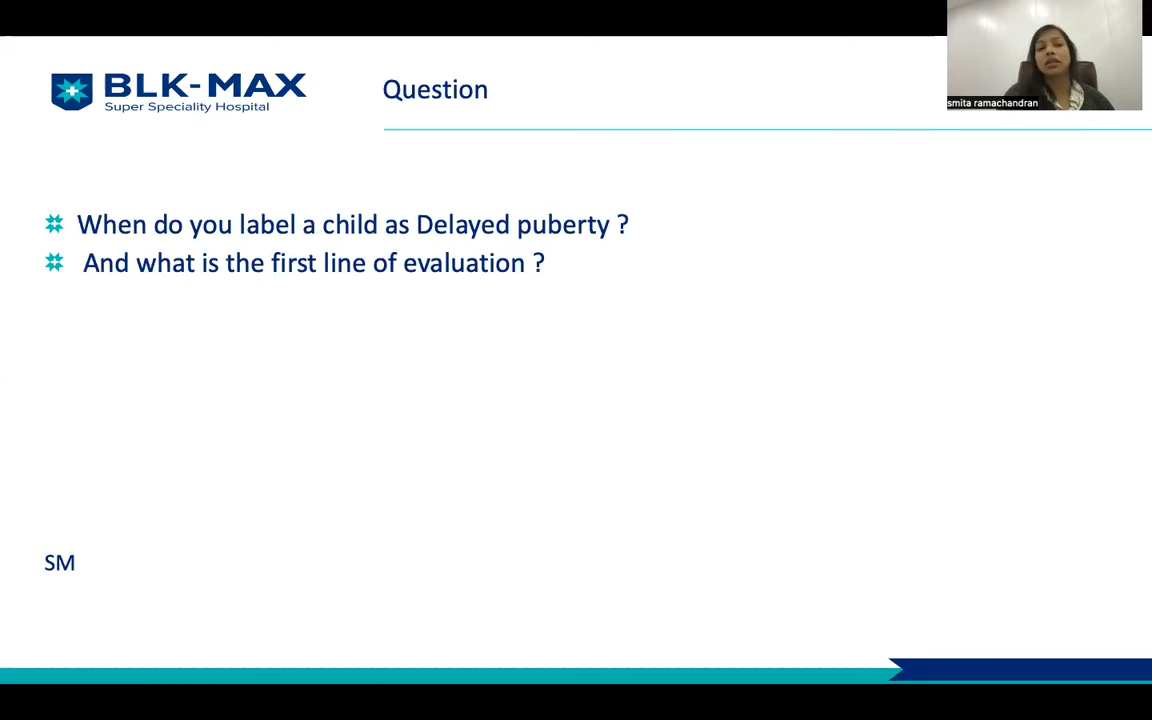 BLK-MAX
Super Speciality Hospital
Question
smita ramachandran
When do you label a child as Delayed puberty ?
And what is the first line of evaluation ?
SM